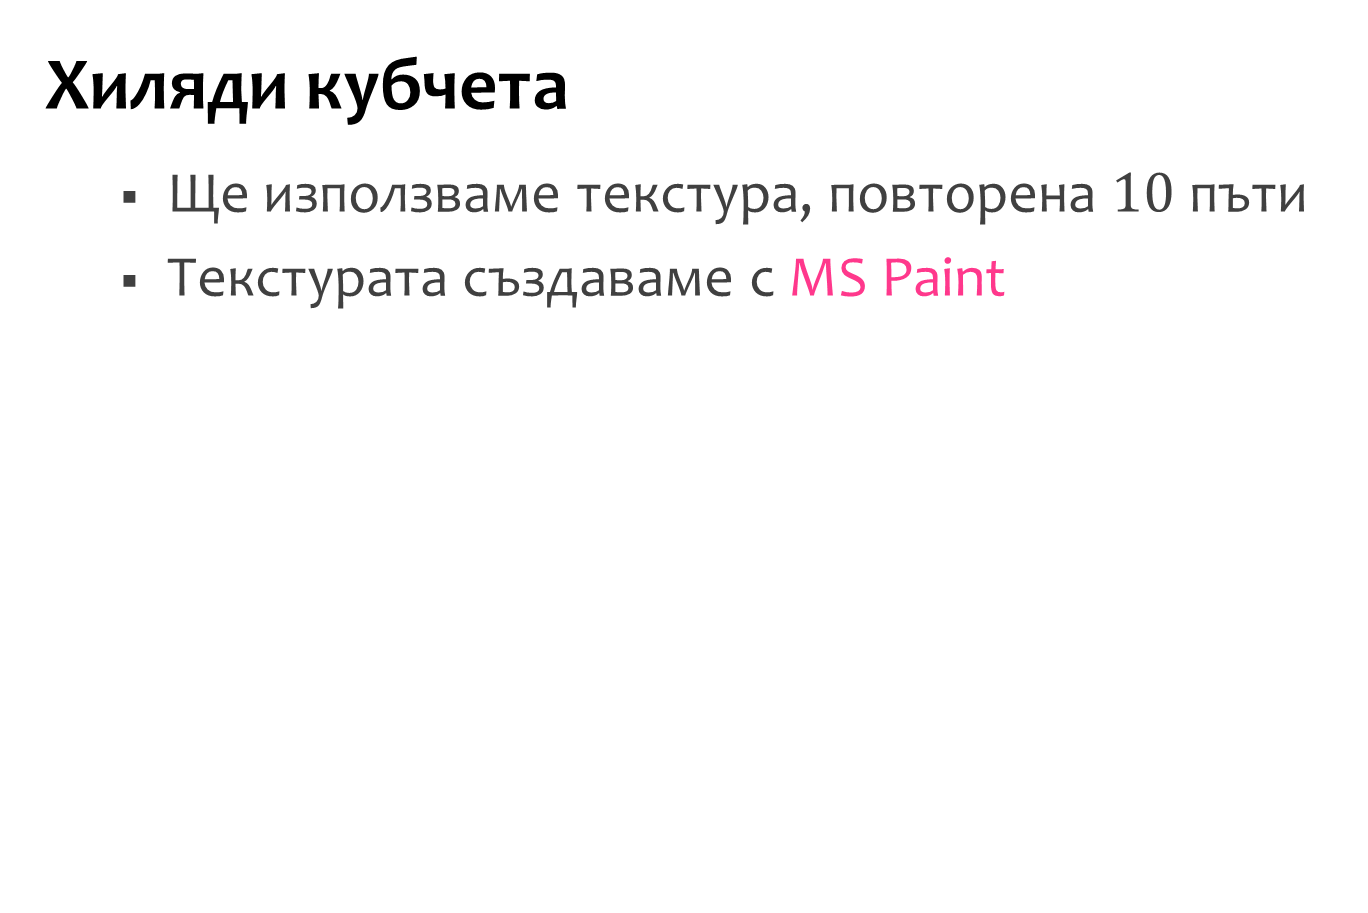 Хиляди кубчета
▪ Ще използваме текстура, повторена 10 пъти
▪ Текстурата създаваме с MS Paint